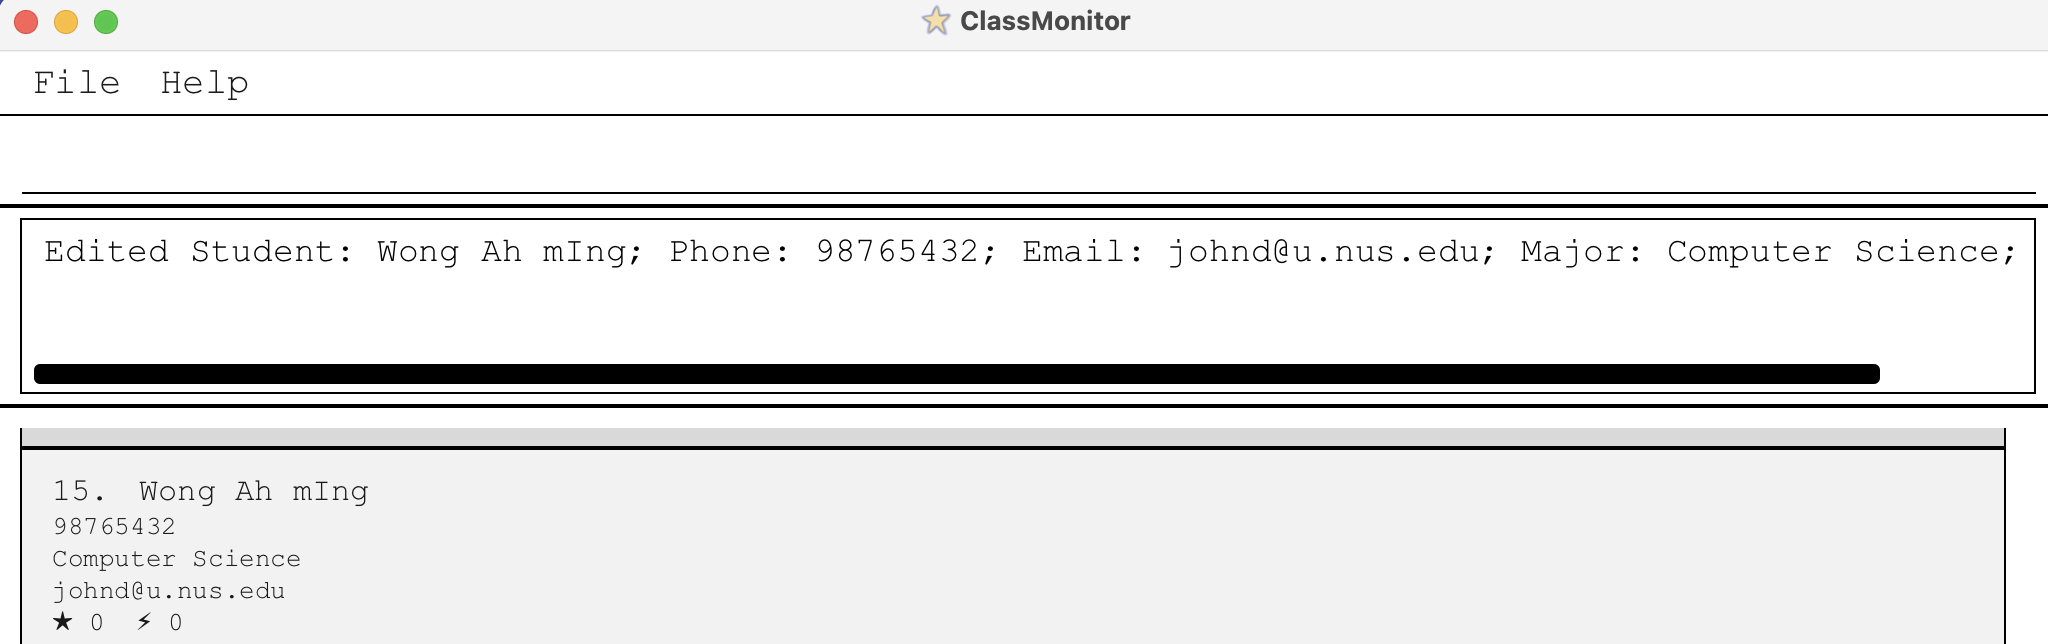 ClassMonitor
File Help
Edited Student: Wong Ah mIng; Phone: 98765432; Email: johnd@u.nus.edu; Major: Computer Science;
15. Wong Ah mIng
98765432
Computer Science
johnd@u.nus.edu
★ 0 ⚡ 0